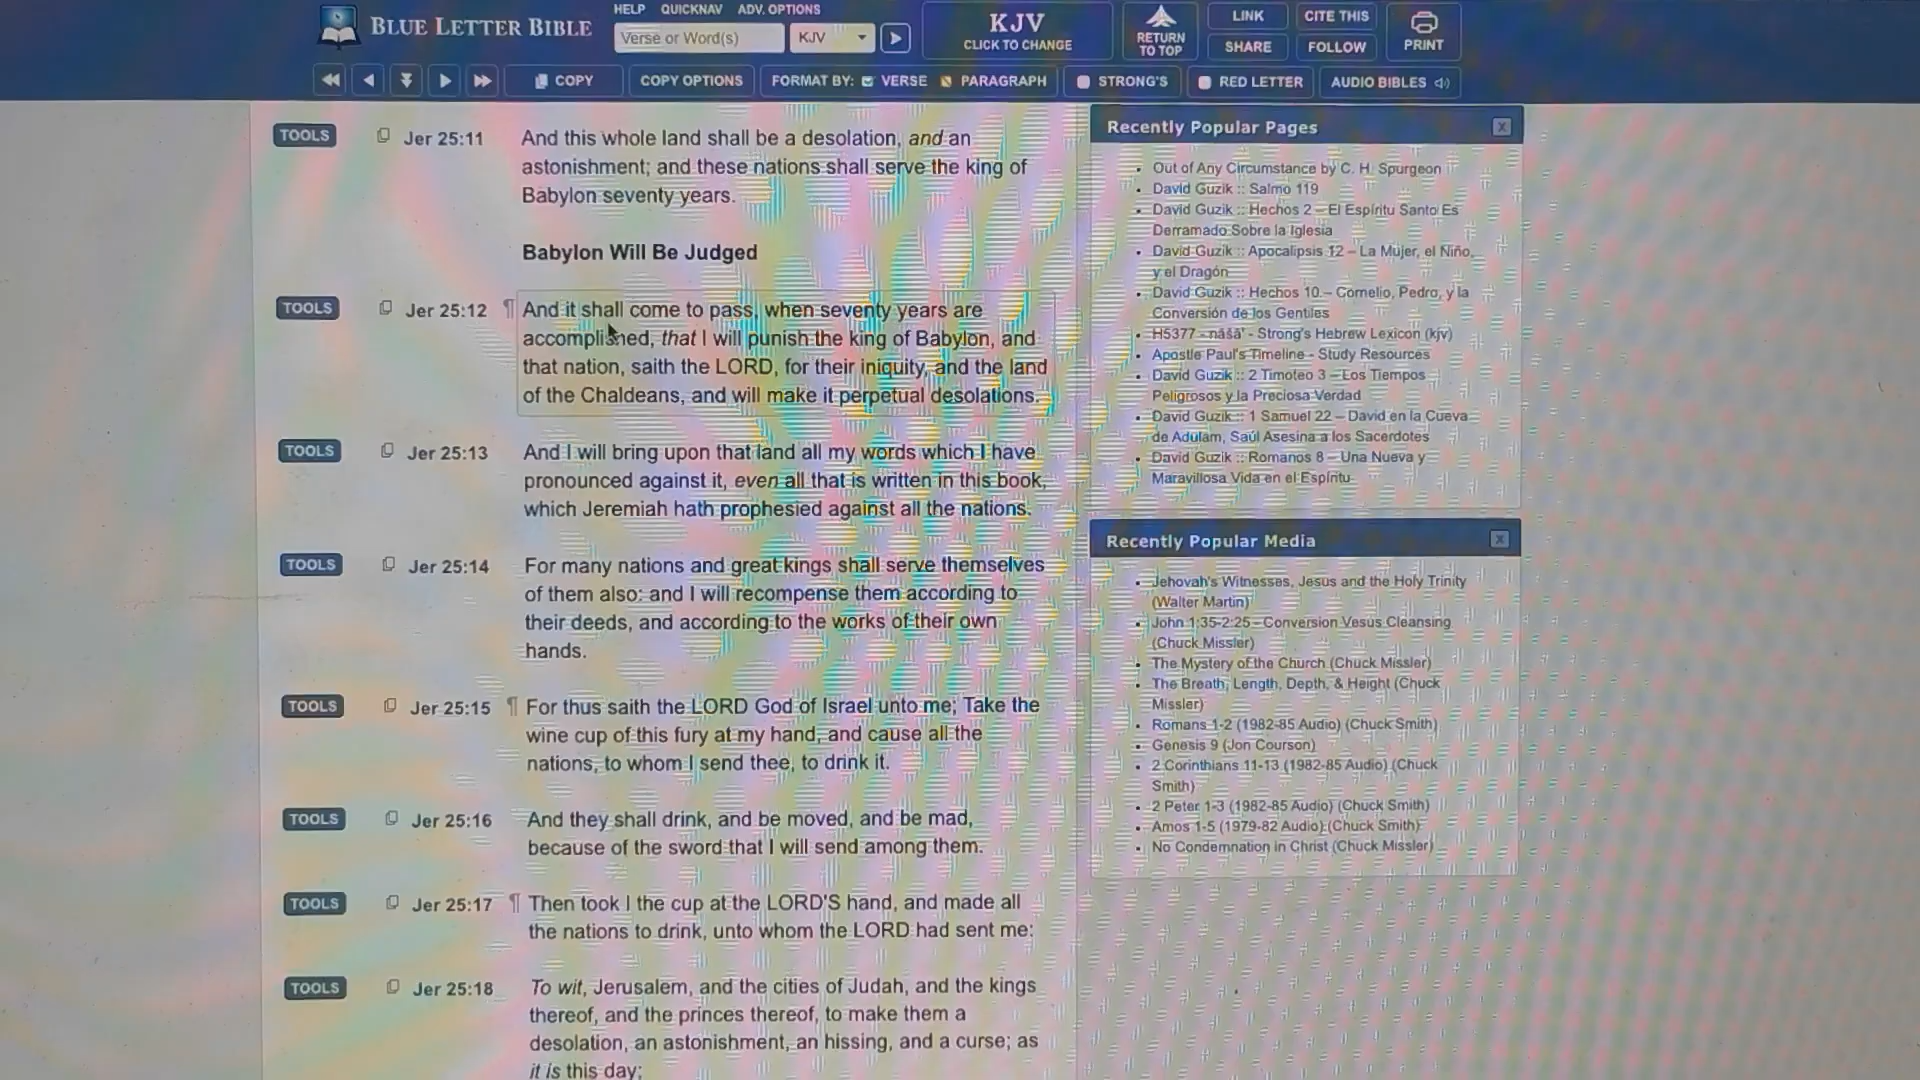 BLUE LETTER BIBLE
HELP QUICKNAV ADV. OPTIONS
Verse or Word(s)
KJV
KJV
CLICK TO CHANGE
RETURN
TO TOP
LINK
CITE THIS
SHARE
FOLLOW
PRINT
COPY
COPY OPTIONS
FORMAT BY: VERSE PARAGRAPH
STRONG'S
RED LETTER
AUDIO BIBLES
TOOLS Jer 25:11 And this whole land shall be a desolation, and an
astonishment; and these nations shall serve the king of
Babylon seventy years.
Babylon Will Be Judged
TOOLS Jer 25:12 ¶ And it shall come to pass, when seventy years are
accomplished, that I will punish the king of Babylon, and
that nation, saith the LORD, for their iniquity, and the land
of the Chaldeans, and will make it perpetual desolations.
TOOLS Jer 25:13 And I will bring upon that land all my words which I have
pronounced against it, even all that is written in this book,
which Jeremiah hath prophesied against all the nations.
TOOLS Jer 25:14 For many nations and great kings shall serve themselves
of them also: and I will recompense them according to
their deeds, and according to the works of their own
hands.
TOOLS Jer 25:15 ¶ For thus saith the LORD God of Israel unto me; Take the
wine cup of this fury at my hand, and cause all the
nations, to whom I send thee, to drink it.
TOOLS Jer 25:16 And they shall drink, and be moved, and be mad,
because of the sword that I will send among them.
TOOLS Jer 25:17 ¶ Then took I the cup at the LORD'S hand, and made all
the nations to drink, unto whom the LORD had sent me:
TOOLS Jer 25:18 To wit, Jerusalem, and the cities of Judah, and the kings
thereof, and the princes thereof, to make them a
desolation, an astonishment, an hissing, and a curse; as
it is this day;
Recently Popular Pages X
Out of Any Circumstance by C. H. Spurgeon
David Guzik :: Salmo 119
David Guzik :: Hechos 2 – El Espíritu Santo Es
Derramado Sobre la Iglesia
David Guzik :: Apocalipsis 12 – La Mujer, el Niño,
y el Dragón
David Guzik :: Hechos 10 – Cornelio, Pedro, y la
Conversión de los Gentiles
H5377 - nāšā' - Strong's Hebrew Lexicon (kjv)
Apostle Paul's Timeline - Study Resources
David Guzik :: 2 Timoteo 3 – Los Tiempos
Peligrosos y la Preciosa Verdad
David Guzik :: 1 Samuel 22 – David en la Cueva
de Adulam, Saúl Asesina a los Sacerdotes
David Guzik :: Romanos 8 – Una Nueva y
Maravillosa Vida en el Espíritu
Recently Popular Media X
Jehovah's Witnesses, Jesus and the Holy Trinity
(Walter Martin)
John 1:35-2:25 - Conversion Vesus Cleansing
(Chuck Missler)
The Mystery of the Church (Chuck Missler)
The Breath, Length, Depth, & Height (Chuck
Missler)
Romans 1-2 (1982-85 Audio) (Chuck Smith)
Genesis 9 (Jon Courson)
2 Corinthians 11-13 (1982-85 Audio) (Chuck
Smith)
2 Peter 1-3 (1982-85 Audio) (Chuck Smith)
Amos 1-5 (1979-82 Audio) (Chuck Smith)
No Condemnation in Christ (Chuck Missler)